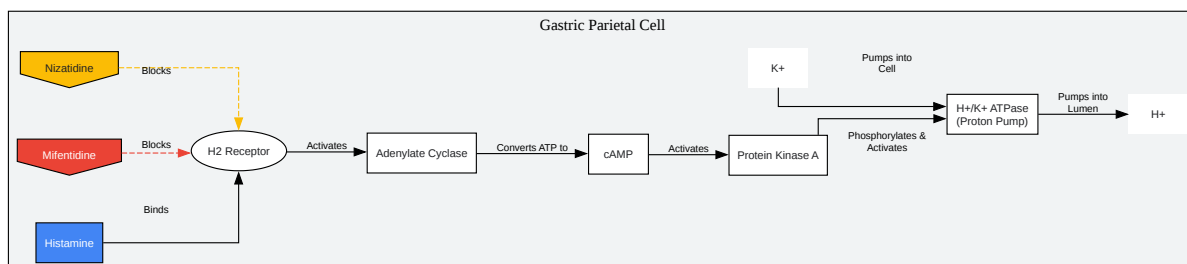 Gastric Parietal Cell
Nizatidine
Blocks
Mifentidine
Blocks
Histamine
Binds
H2 Receptor
Activates
Adenylate Cyclase
Converts ATP to
cAMP
Activates
Protein Kinase A
Phosphorylates &
Activates
K+
Pumps into
Cell
H+/K+ ATPase
(Proton Pump)
Pumps into
Lumen
H+